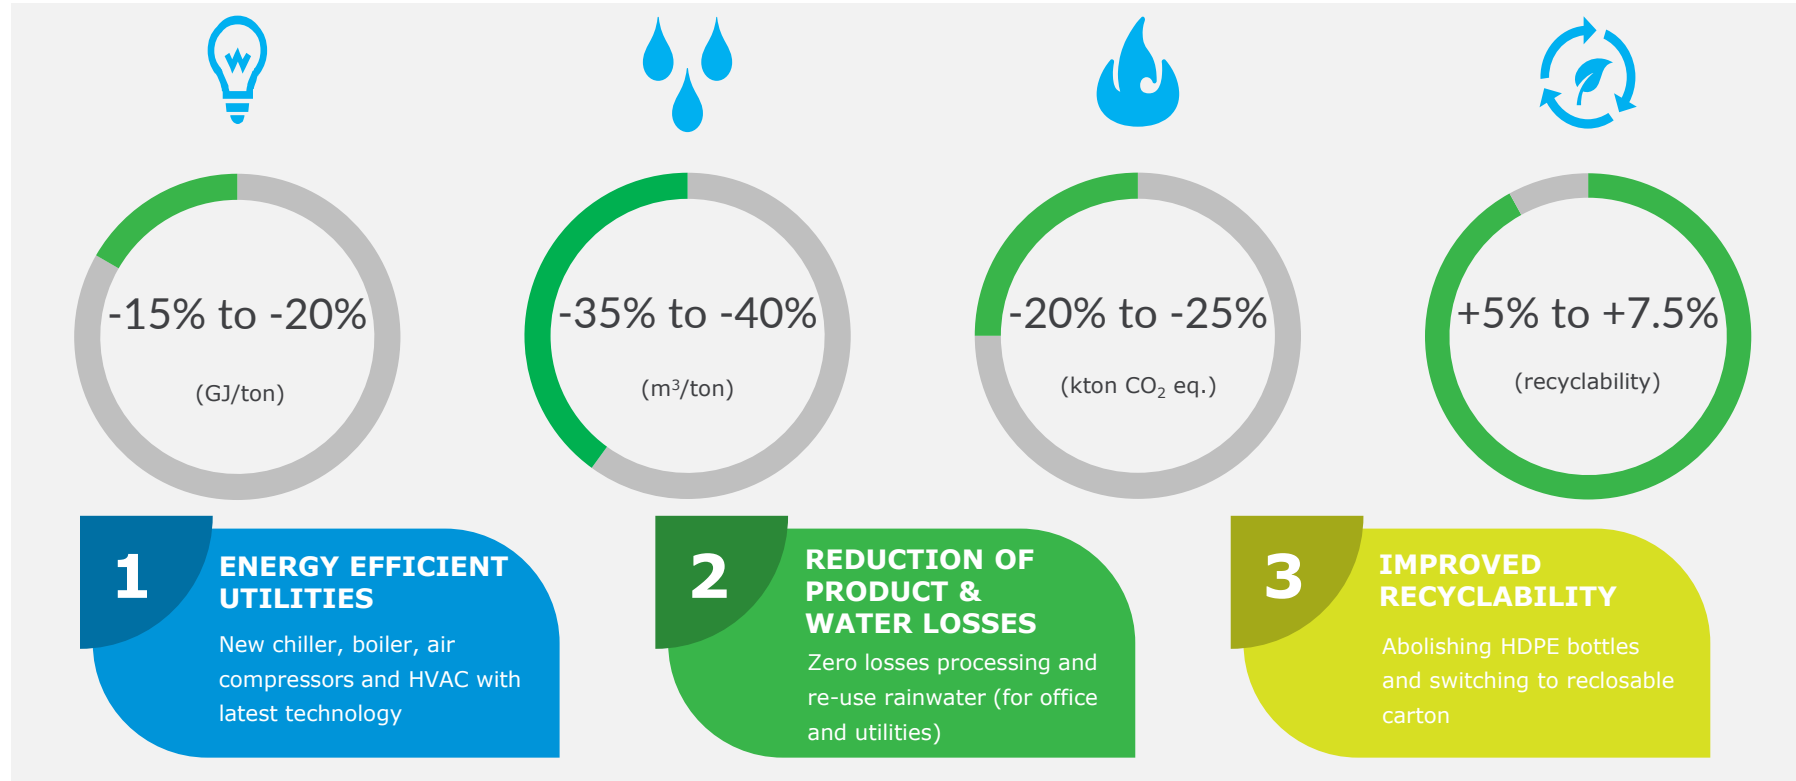 -15% to -20%
(GJ/ton)
-35% to -40%
(m³/ton)
-20% to -25%
(kton CO₂ eq.)
+5% to +7.5%
(recyclability)
1
ENERGY EFFICIENT
UTILITIES
New chiller, boiler, air
compressors and HVAC with
latest technology
2
REDUCTION OF
PRODUCT &
WATER LOSSES
Zero losses processing and
re-use rainwater (for office
and utilities)
3
IMPROVED
RECYCLABILITY
Abolishing HDPE bottles
and switching to reclosable
carton